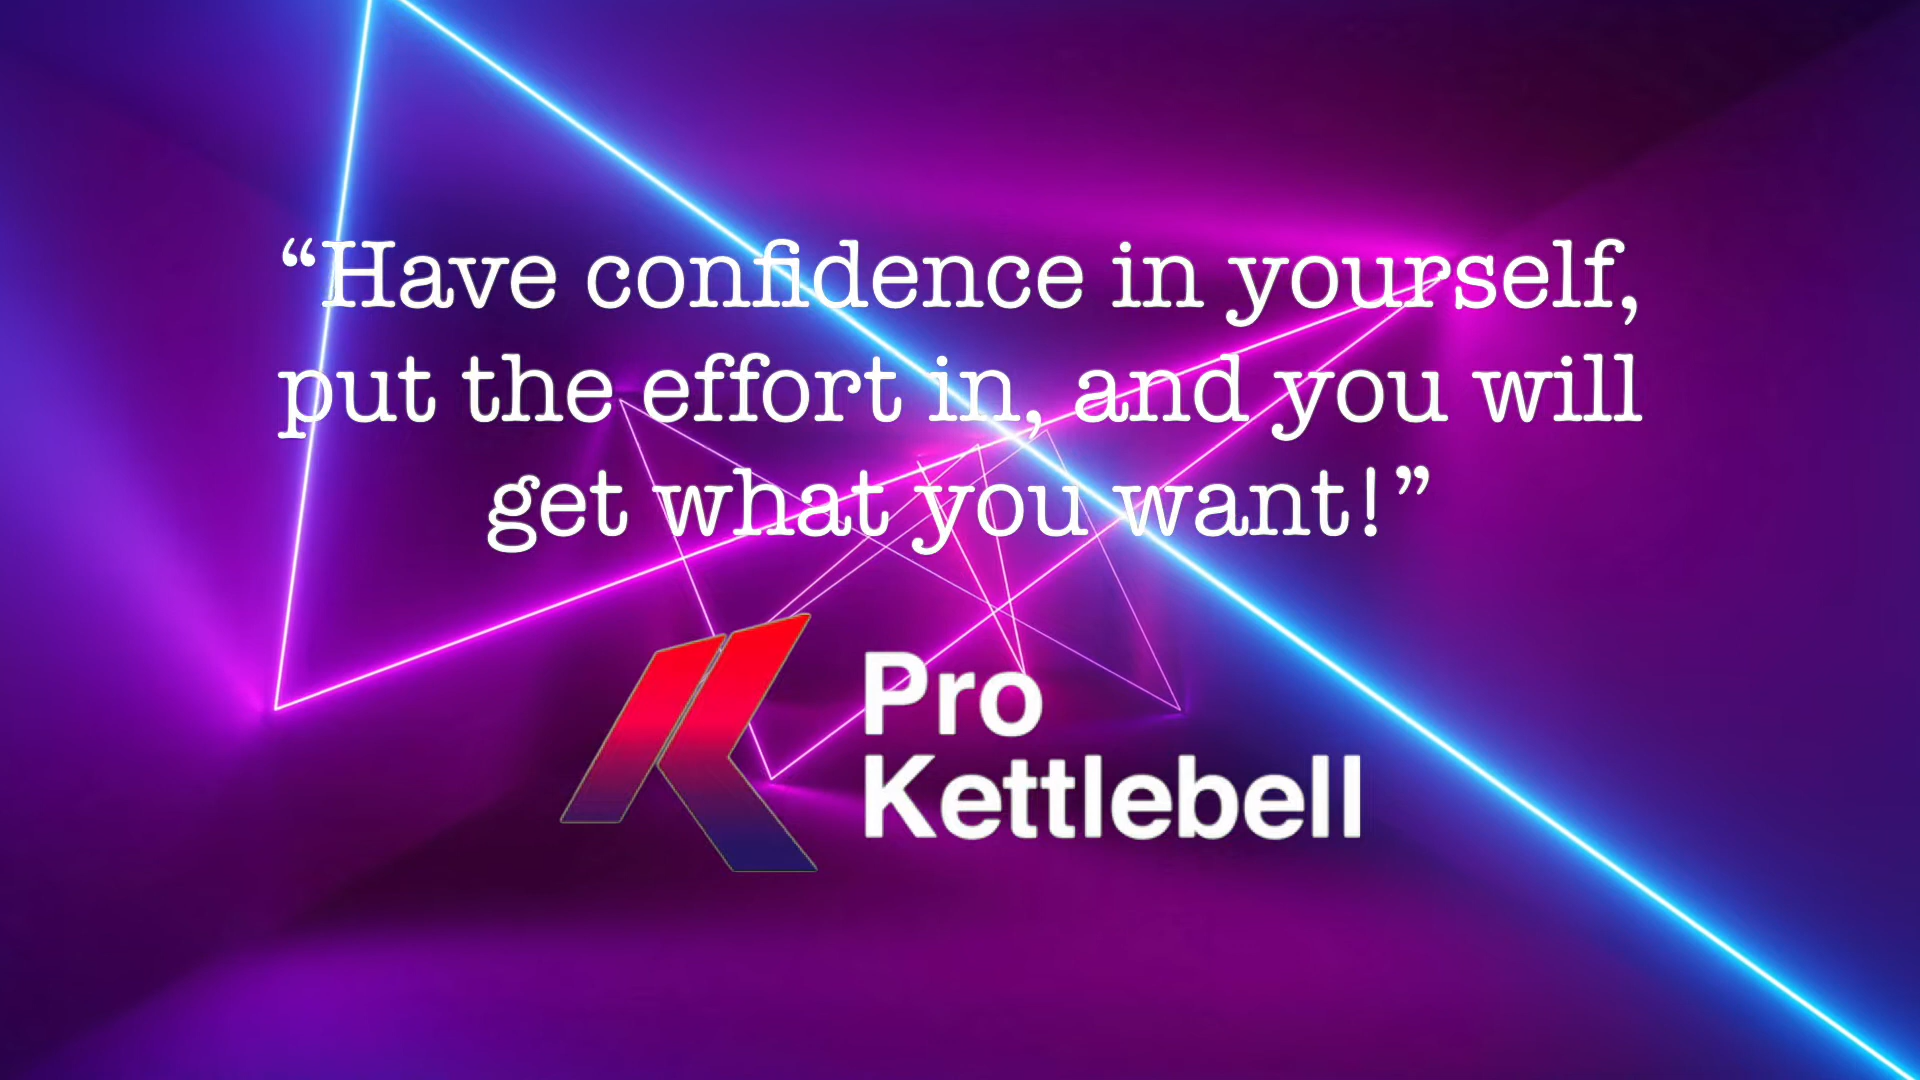 “Have confidence in yourself,
put the effort in, and you will
get what you want!”
Pro
Kettlebell